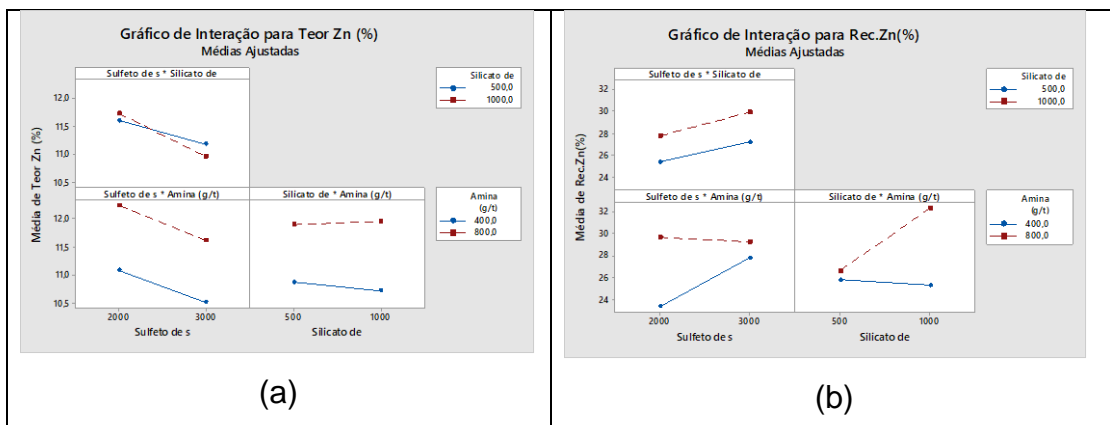 Gráfico de Interação para Teor Zn (%)
Médias Ajustadas
Sulfeto de s * Silicato de
Silicato de
500,0
1000,0
12,0
11,5
11,0
10,5
Média de Teor Zn (%)
Sulfeto de s * Amina (g/t)
Silicato de * Amina (g/t)
Amina
(g/t)
400,0
800,0
12,0
11,5
11,0
10,5
2000
3000
500
1000
Sulfeto de s
Silicato de
(a)
Gráfico de Interação para Rec.Zn(%)
Médias Ajustadas
Sulfeto de s * Silicato de
Silicato de
500,0
1000,0
32
30
28
26
24
Média de Rec.Zn(%)
Sulfeto de s * Amina (g/t)
Silicato de * Amina (g/t)
Amina
(g/t)
400,0
800,0
32
30
28
26
24
2000
3000
500
1000
Sulfeto de s
Silicato de
(b)